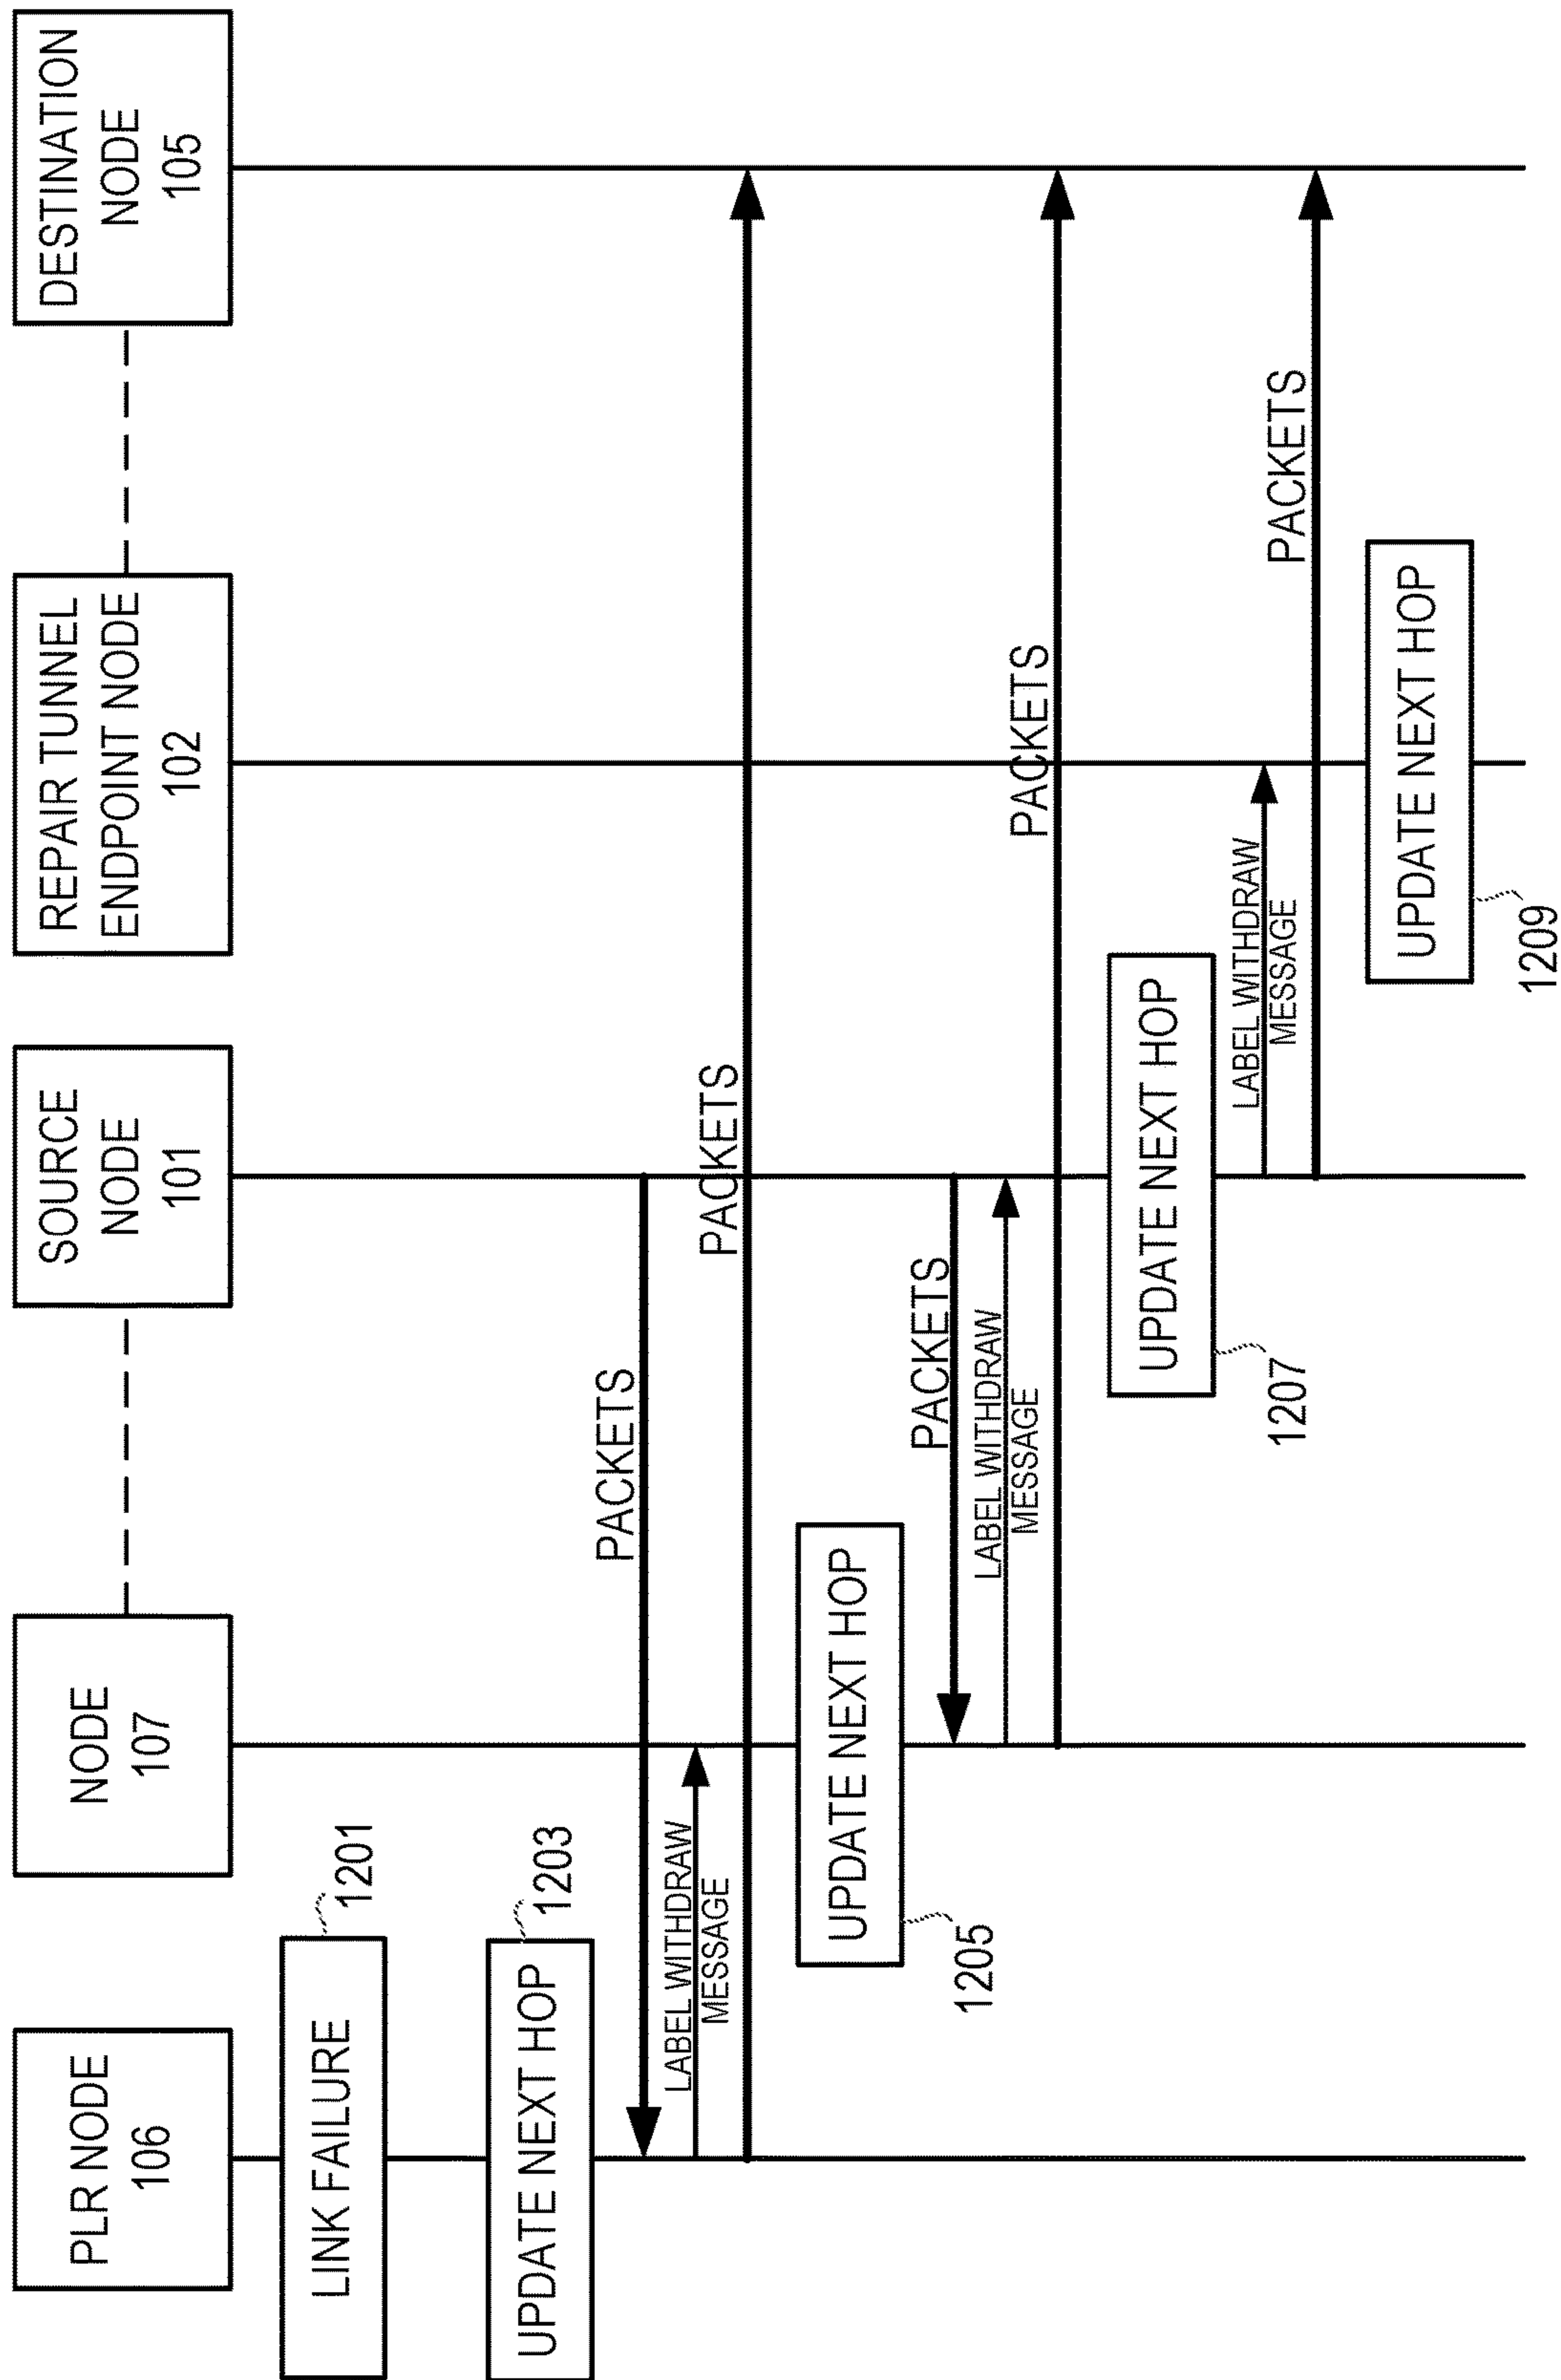 PLR NODE
106
NODE
107
SOURCE
NODE
101
REPAIR TUNNEL
ENDPOINT NODE
102
DESTINATION
NODE
105
LINK FAILURE
1201
UPDATE NEXT HOP
1203
PACKETS
LABEL WITHDRAW
MESSAGE
PACKETS
UPDATE NEXT HOP
1205
PACKETS
LABEL WITHDRAW
MESSAGE
PACKETS
UPDATE NEXT HOP
1207
LABEL WITHDRAW
MESSAGE
PACKETS
UPDATE NEXT HOP
1209